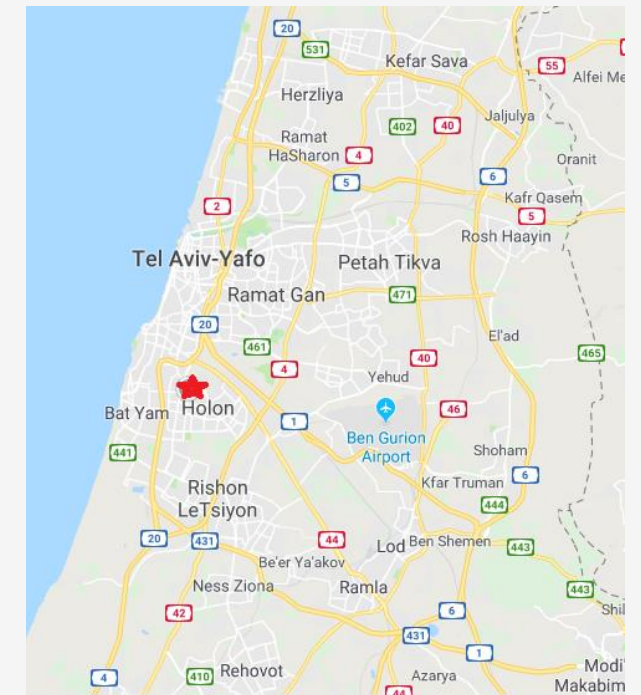 20
531
Kefar Sava
55
Alfei Me
Herzliya
402
40
Jaljulya
Ramat
HaSharon
4
Oranit
5
6
Kafr Qasem
2
5
Rosh Haayin
Tel Aviv-Yafo
Petah Tikva
Ramat Gan
471
20
El'ad
461
465
4
40
Yehud
Bat Yam
Holon
46
1
Ben Gurion
Airport
441
Shoham
6
Kfar Truman
Rishon
LeTsiyon
444
20
431
44
Lod
Ben Shemen
443
Be'er Ya'akov
Ness Ziona
Ramla
443
42
6
Shil
431
1
4
410
Rehovot
Azarya
Modi'
Makabim
44